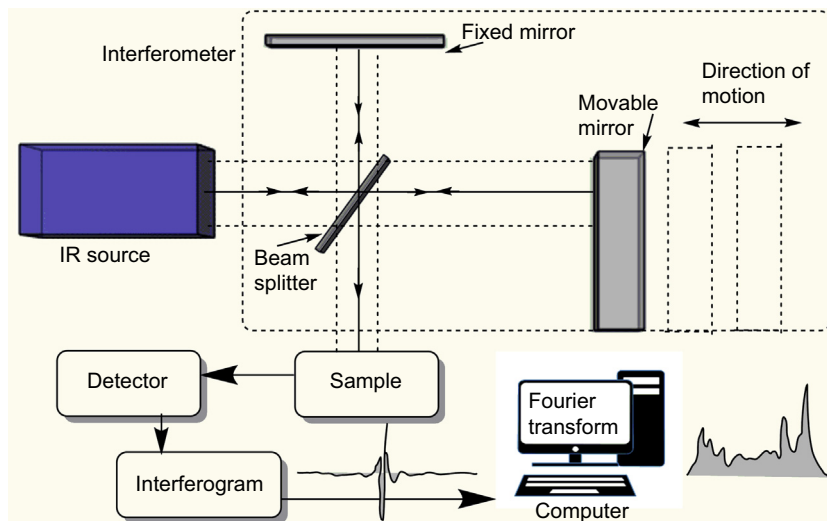 Fixed mirror
Interferometer
Direction of
motion
Movable
mirror
IR source
Beam
splitter
Detector
Sample
Fourier
transform
Interferogram
Computer